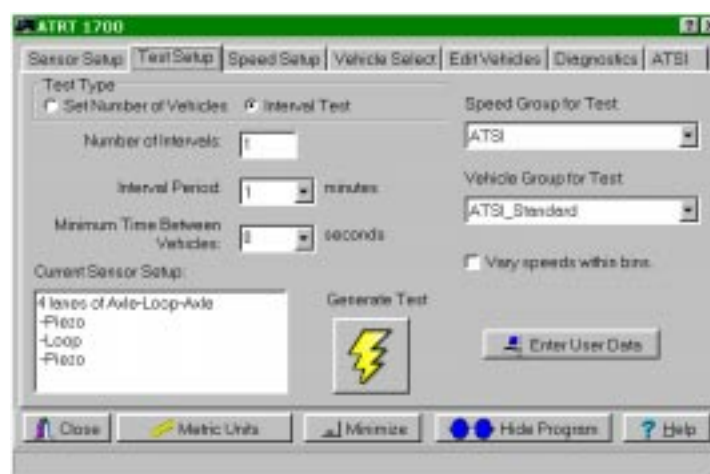 ATRT 1700
Sensor Setup Test Setup Speed Setup Vehicle Select Edit Vehicles Diagnostics ATSI
Test Type
Set Number of Vehicles Interval Test
Number of Intervals: 1
Interval Period: 1 minutes
Minimum Time Between
Vehicles: seconds
Speed Group for Test
ATSI
Vehicle Group for Test
ATSI_Standard
Vary speeds within bins
Current Sensor Setup:
4 lanes of Axle-Loop-Axle
-Piezo
-Loop
-Piezo
Generate Test
Enter User Data
Close Metric Units Minimize Hide Program ? Help